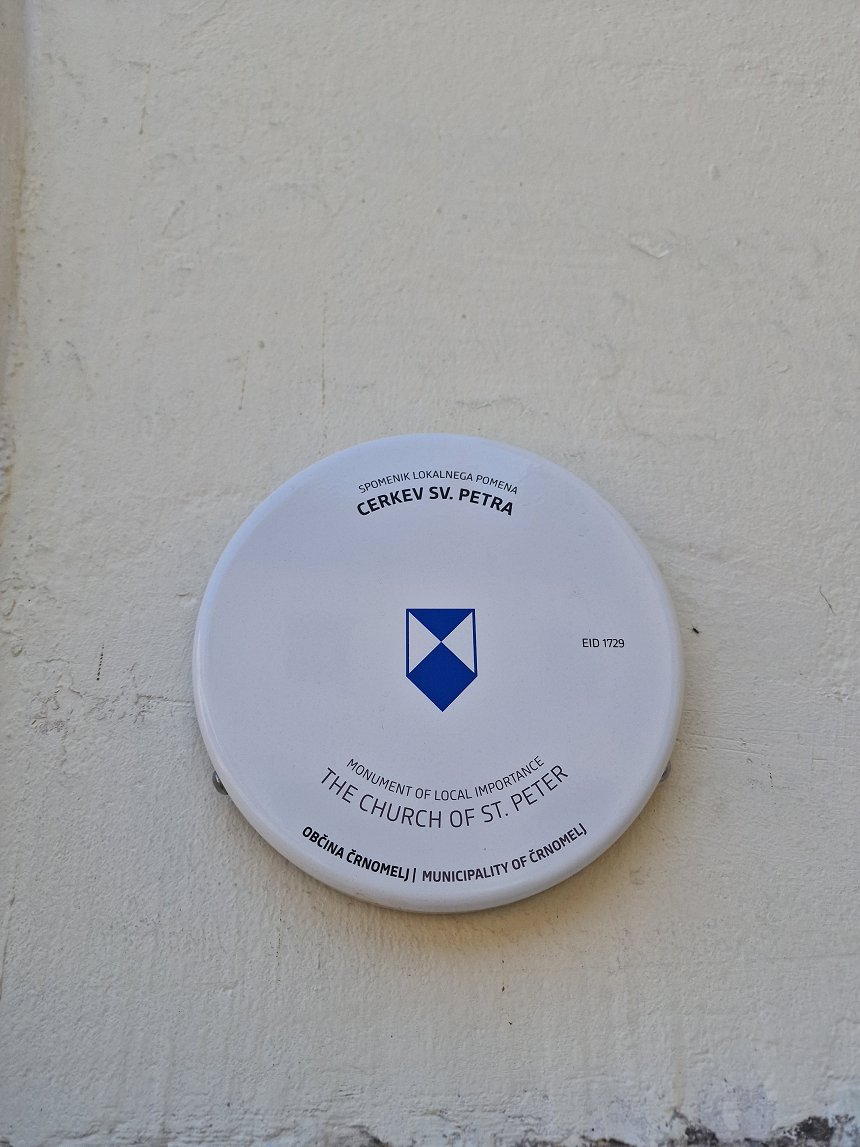 SPOMENIK LOKALNEGA POMENA
CERKEV SV. PETRA
EID 1729
MONUMENT OF LOCAL IMPORTANCE
THE CHURCH OF ST. PETER
OBČINA ČRNOMELJ | MUNICIPALITY OF ČRNOMELJ